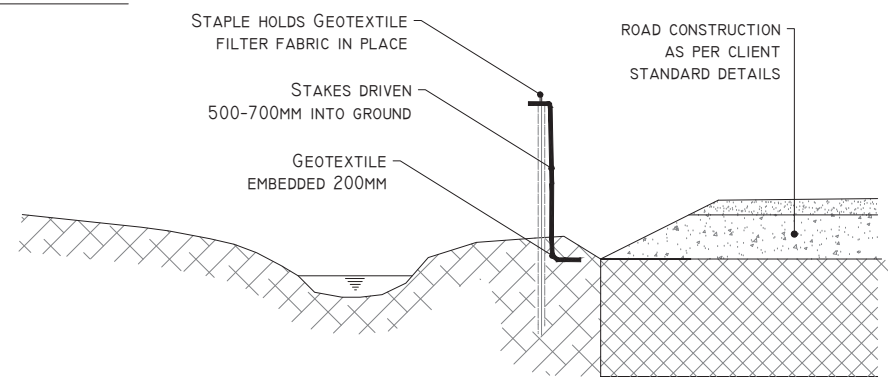 STAPLE HOLDS GEOTEXTILE
FILTER FABRIC IN PLACE
STAKES DRIVEN
500-700MM INTO GROUND
GEOTEXTILE
EMBEDDED 200MM
ROAD CONSTRUCTION
AS PER CLIENT
STANDARD DETAILS